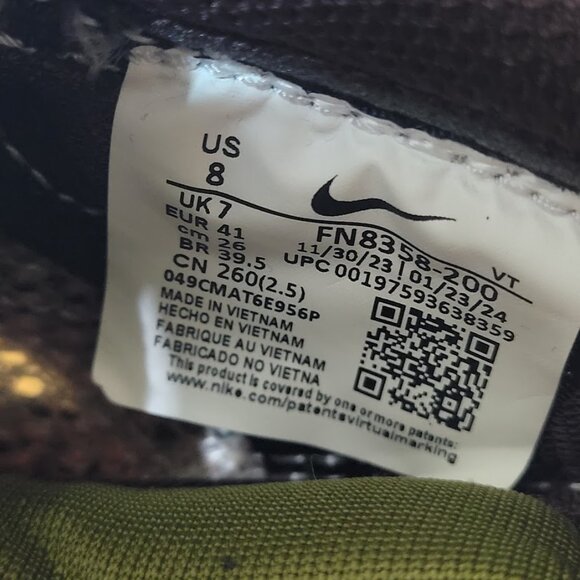 US
8
UK 7
EUR 41
cm 26
BR 39.5
CN 260(2.5)
049CMAT6E956P
MADE IN VIETNAM
HECHO EN VIETNAM
FABRIQUE AU VIETNAM
FABRICADO NO VIETNA
This product is covered by one or more patents:
www.nike.com/patentsvirtualmarking
FN8358-200 VT
11/30/23 | 01/23/24
UPC 00197593638359